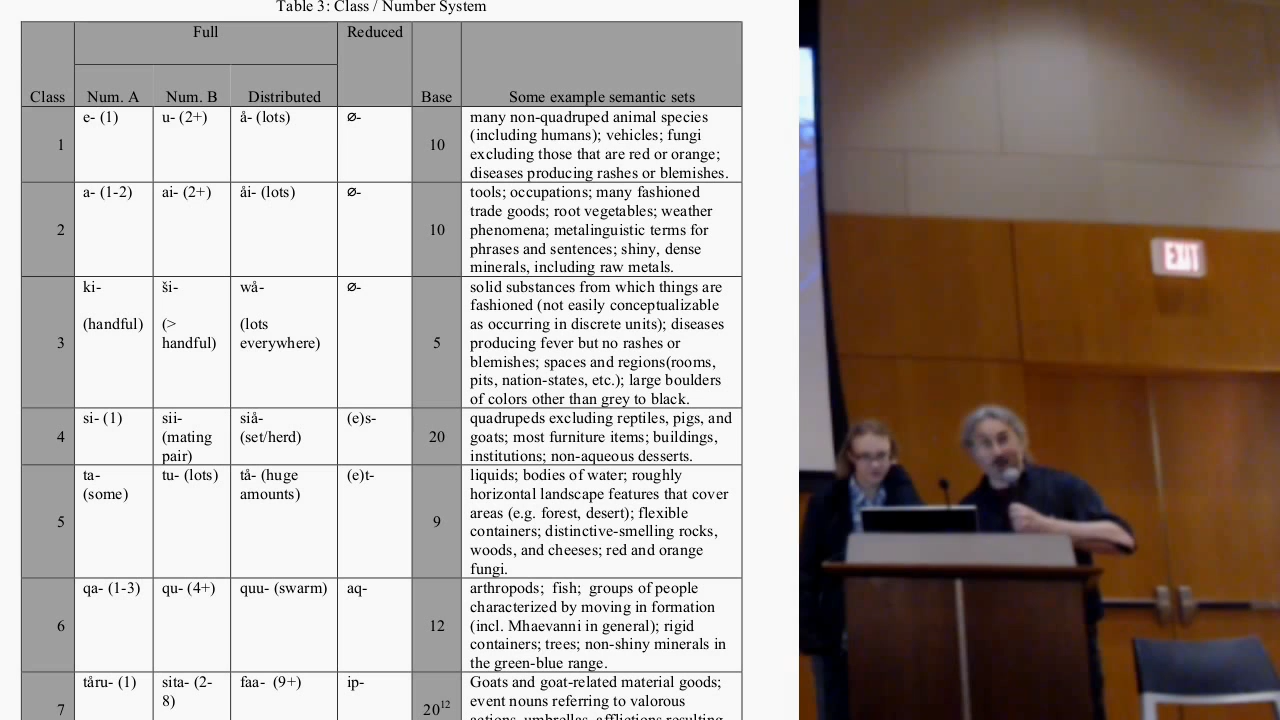 Table 3: Class / Number System
Full
Reduced
Class
Num. A
Num. B
Distributed
Base
Some example semantic sets
1
e- (1)
u- (2+)
å- (lots)
∅-
10
many non-quadruped animal species
(including humans); vehicles; fungi
excluding those that are red or orange;
diseases producing rashes or blemishes.
2
a- (1-2)
ai- (2+)
åi- (lots)
∅-
10
tools; occupations; many fashioned
trade goods; root vegetables; weather
phenomena; metalinguistic terms for
phrases and sentences; shiny, dense
minerals, including raw metals.
3
ki-
(handful)
ši-
(>
handful)
wå-
(lots
everywhere)
∅-
5
solid substances from which things are
fashioned (not easily conceptualizable
as occurring in discrete units); diseases
producing fever but no rashes or
blemishes; spaces and regions(rooms,
pits, nation-states, etc.); large boulders
of colors other than grey to black.
4
si- (1)
sii-
(mating
pair)
siå-
(set/herd)
(e)s-
20
quadrupeds excluding reptiles, pigs, and
goats; most furniture items; buildings,
institutions; non-aqueous desserts.
5
ta-
(some)
tu- (lots)
tå- (huge
amounts)
(e)t-
9
liquids; bodies of water; roughly
horizontal landscape features that cover
areas (e.g. forest, desert); flexible
containers; distinctive-smelling rocks,
woods, and cheeses; red and orange
fungi.
6
qa- (1-3)
qu- (4+)
quu- (swarm)
aq-
12
arthropods; fish; groups of people
characterized by moving in formation
(incl. Mhaevanni in general); rigid
containers; trees; non-shiny minerals in
the green-blue range.
7
tåru- (1)
sita- (2-
8)
faa- (9+)
ip-
20¹²
Goats and goat-related material goods;
event nouns referring to valorous
actions, umbrellas, afflictions resulting
EXIT